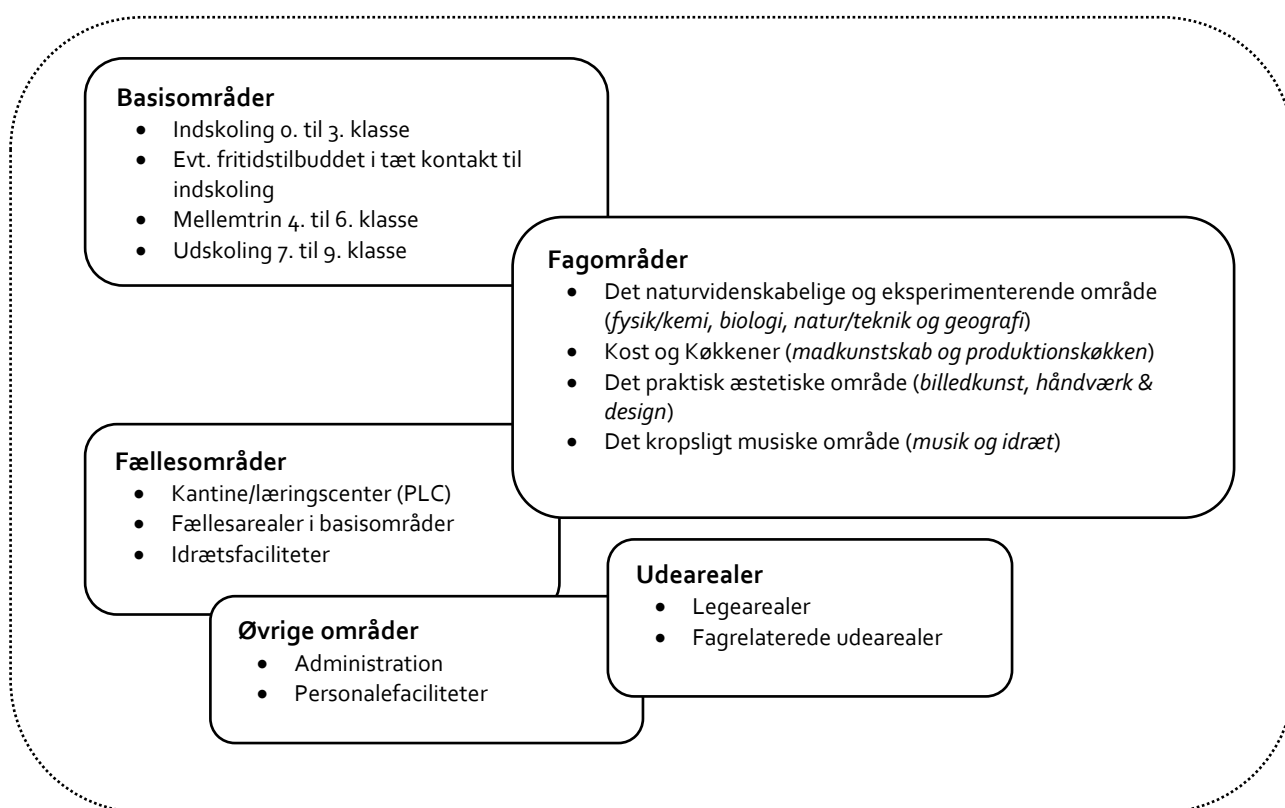 Basisområder
• Indskoling 0. til 3. klasse
• Evt. fritidstilbuddet i tæt kontakt til
indskoling
• Mellemtrin 4. til 6. klasse
• Udskoling 7. til 9. klasse
Fagområder
• Det naturvidenskabelige og eksperimenterende område
(fysik/kemi, biologi, natur/teknik og geografi)
• Kost og Køkkener (madkunstskab og produktionskøkken)
• Det praktisk æstetiske område (billedkunst, håndværk &
design)
• Det kropsligt musiske område (musik og idræt)
Fællesområder
• Kantine/læringscenter (PLC)
• Fællesarealer i basisområder
• Idrætsfaciliteter
Udearealer
• Legearealer
• Fagrelaterede udearealer
Øvrige områder
• Administration
• Personalefaciliteter